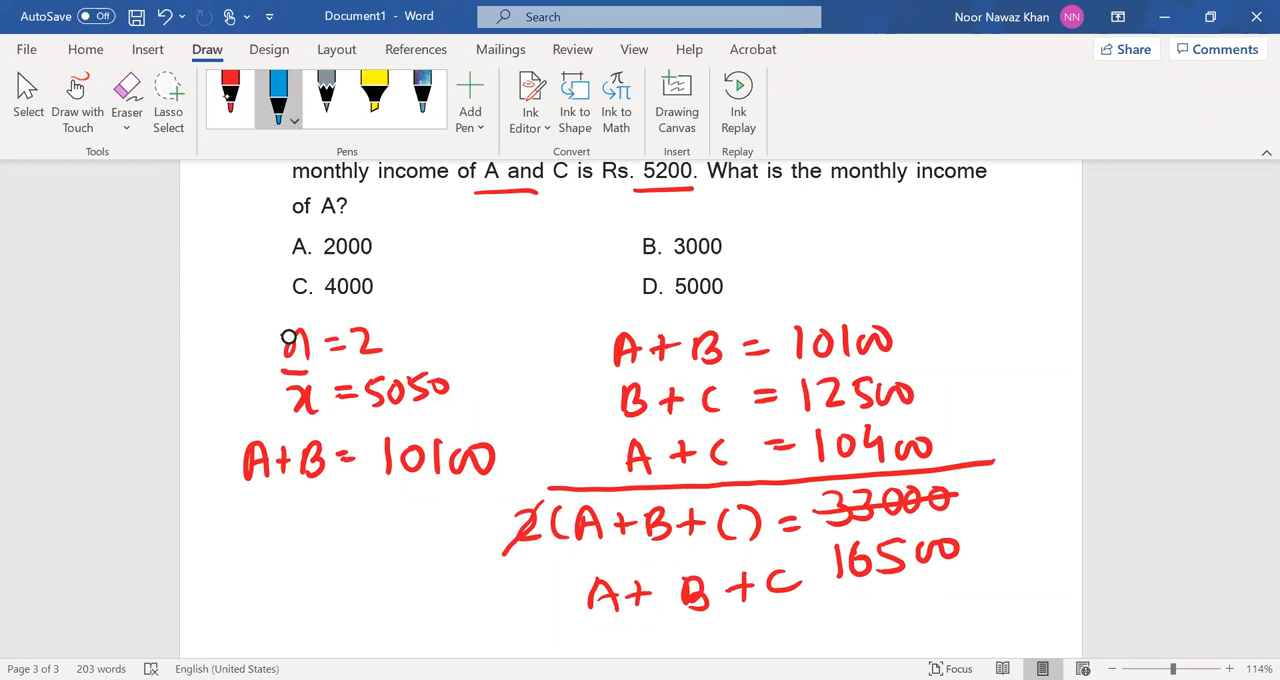 AutoSave Off Document1 - Word Search Noor Nawaz Khan NN
File Home Insert Draw Design Layout References Mailings Review View Help Acrobat Share Comments
Select Draw with Touch Eraser Lasso Select Add Pen Ink Editor Ink to Shape Ink to Math Drawing Canvas Ink Replay
Tools Pens Convert Insert Replay
monthly income of A and C is Rs. 5200. What is the monthly income
of A?
A. 2000 B. 3000
C. 4000 D. 5000
n = 2
x̅ = 5050
A+B = 10100
A + B = 10100
B + C = 12500
A + C = 10400
2(A+B+C) = 33000
16500
A + B + C
Page 3 of 3 203 words English (United States) Focus 114%